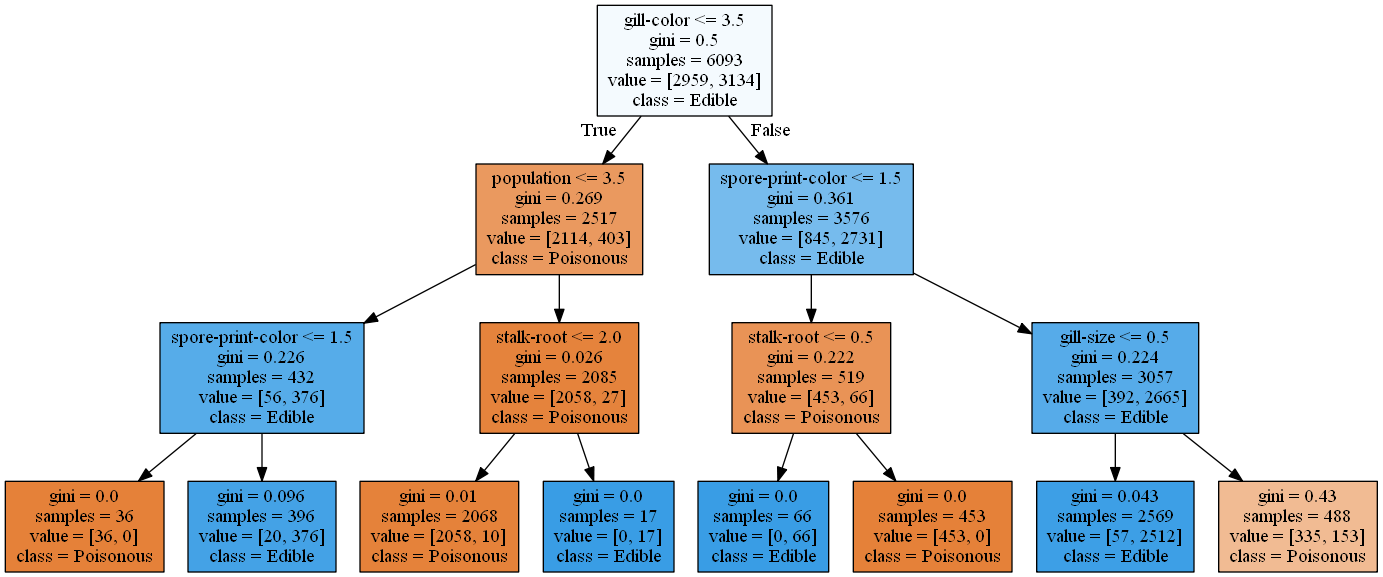 gill-color <= 3.5
gini = 0.5
samples = 6093
value = [2959, 3134]
class = Edible
True
False
population <= 3.5
gini = 0.269
samples = 2517
value = [2114, 403]
class = Poisonous
spore-print-color <= 1.5
gini = 0.361
samples = 3576
value = [845, 2731]
class = Edible
spore-print-color <= 1.5
gini = 0.226
samples = 432
value = [56, 376]
class = Edible
stalk-root <= 2.0
gini = 0.026
samples = 2085
value = [2058, 27]
class = Poisonous
stalk-root <= 0.5
gini = 0.222
samples = 519
value = [453, 66]
class = Poisonous
gill-size <= 0.5
gini = 0.224
samples = 3057
value = [392, 2665]
class = Edible
gini = 0.0
samples = 36
value = [36, 0]
class = Poisonous
gini = 0.096
samples = 396
value = [20, 376]
class = Edible
gini = 0.01
samples = 2068
value = [2058, 10]
class = Poisonous
gini = 0.0
samples = 17
value = [0, 17]
class = Edible
gini = 0.0
samples = 66
value = [0, 66]
class = Edible
gini = 0.0
samples = 453
value = [453, 0]
class = Poisonous
gini = 0.043
samples = 2569
value = [57, 2512]
class = Edible
gini = 0.43
samples = 488
value = [335, 153]
class = Poisonous